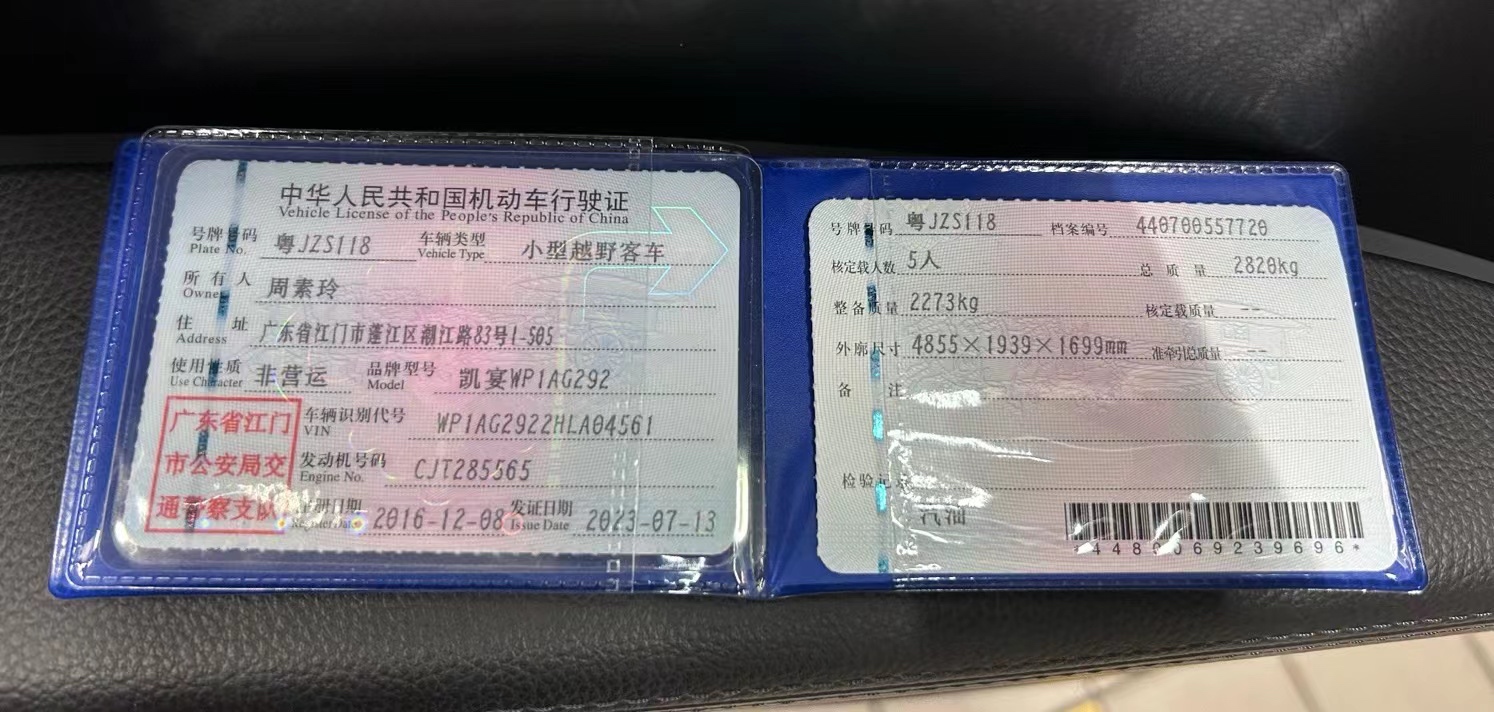 中华人民共和国机动车行驶证
Vehicle License of the People's Republic of China
号牌号码 粤JZS118 车辆类型 小型越野客车
Plate No. Vehicle Type
所有人 周素玲
Owner
住址 广东省江门市蓬江区潮江路83号1-505
Address
使用性质 非营运 品牌型号 凯宴WP1AG292
Use Character Model
广东省江门市公安局交通警察支队
车辆识别代号 WP1AG2922HLA04561
VIN
发动机号码 CJT285565
Engine No.
注册日期 2016-12-08 发证日期 2023-07-13
Register Date Issue Date
号牌号码 粤JZS118 档案编号 440700557720
核定载人数 5人 总质量 2820kg
整备质量 2273kg 核定载质量 --
外廓尺寸 4855×1939×1699mm 准牵引总质量 --
备注
检验记录
汽油
*4480069239696*